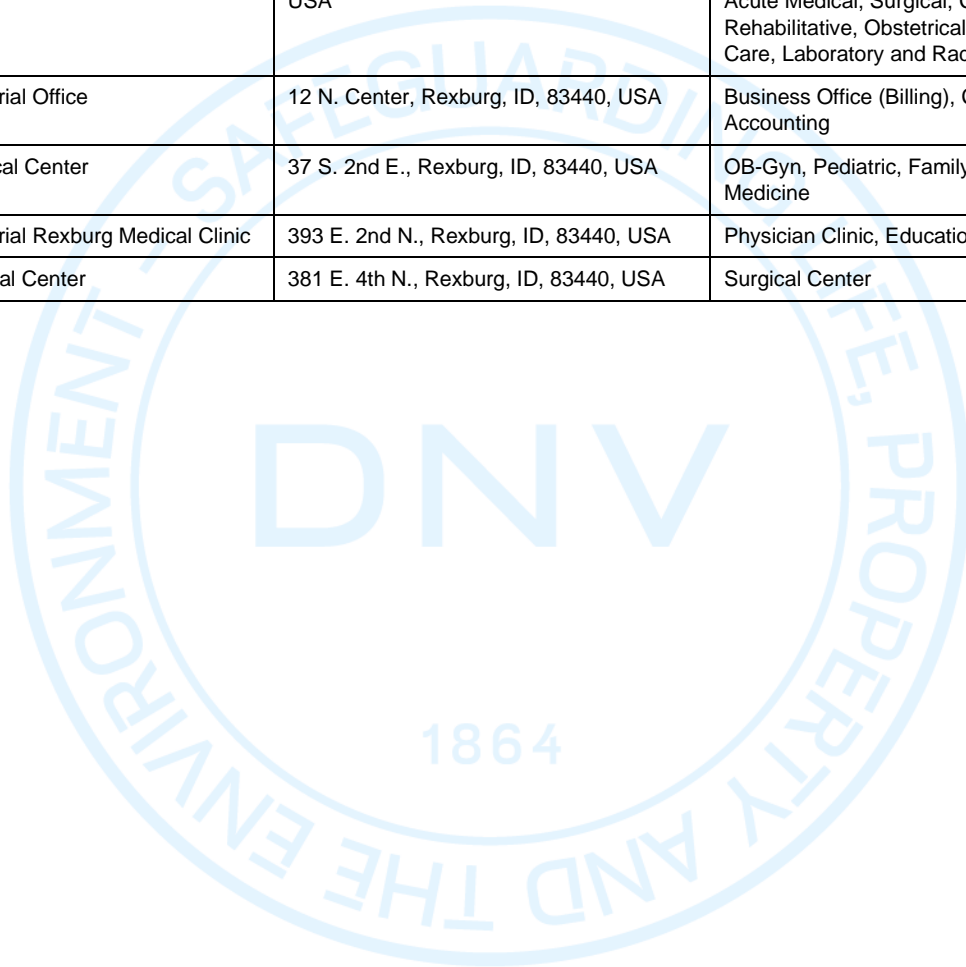 USA
Acute Medical, Surgical,
Rehabilitative, Obstetrical
Care, Laboratory and
rial Office 12 N. Center, Rexburg, ID, 83440, USA Business Office (Billing),
Accounting
cal Center 37 S. 2nd E., Rexburg, ID, 83440, USA OB-Gyn, Pediatric, Family
Medicine
rial Rexburg Medical Clinic 393 E. 2nd N., Rexburg, ID, 83440, USA Physician Clinic, Educatio
al Center 381 E. 4th N., Rexburg, ID, 83440, USA Surgical Center
SAFEGUARDING LIFE, PROPERTY AND THE ENVIRONMENT
DNV
1864